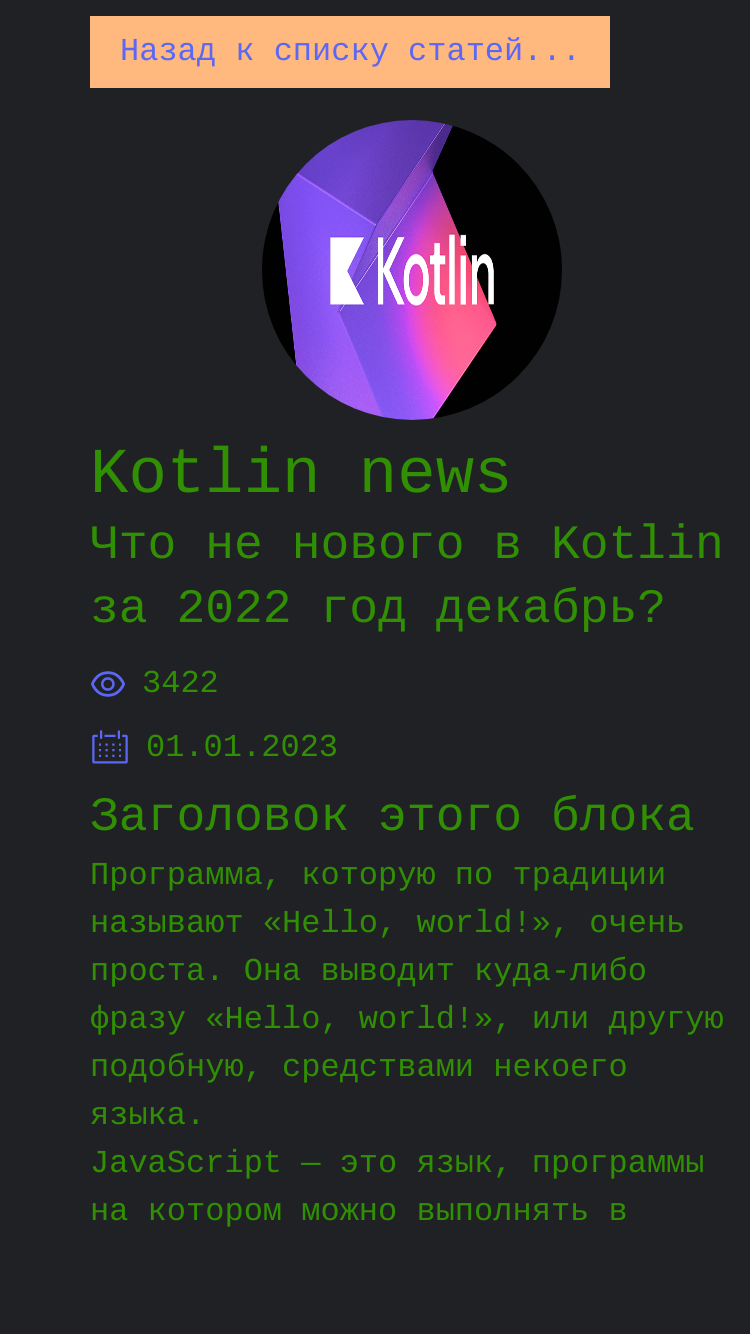 Назад к списку статей...
Kotlin
Kotlin news
Что не нового в Kotlin
за 2022 год декабрь?
3422
01.01.2023
Заголовок этого блока
Программа, которую по традиции
называют «Hello, world!», очень
проста. Она выводит куда-либо
фразу «Hello, world!», или другую
подобную, средствами некоего
языка.
JavaScript — это язык, программы
на котором можно выполнять в